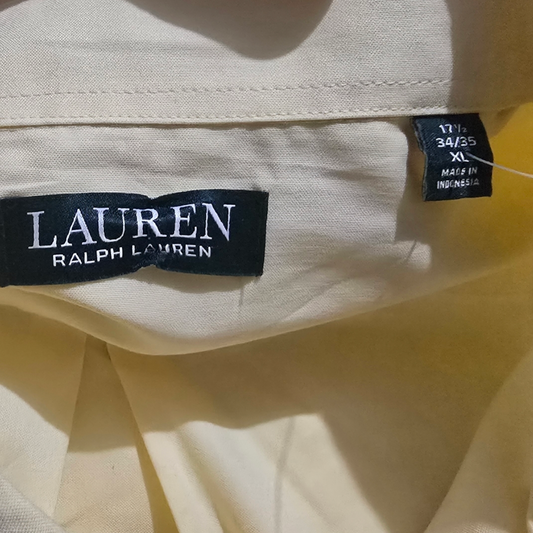 LAUREN
RALPH LAUREN
17½
34/35
XL
MADE IN
INDONESIA